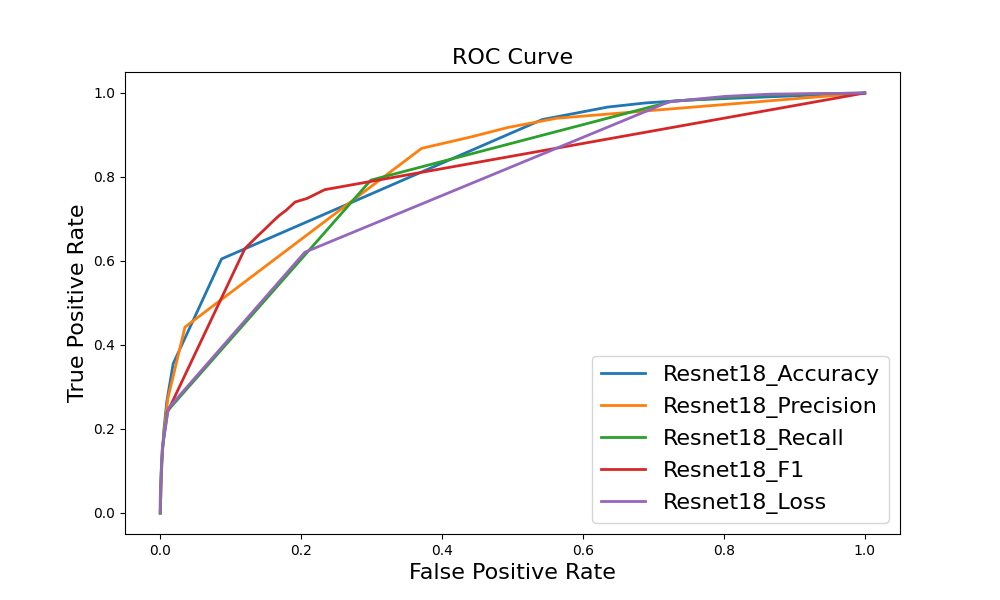 ROC Curve
True Positive Rate
1.0
0.8
0.6
0.4
0.2
0.0
Resnet18_Accuracy
Resnet18_Precision
Resnet18_Recall
Resnet18_F1
Resnet18_Loss
0.0 0.2 0.4 0.6 0.8 1.0
False Positive Rate